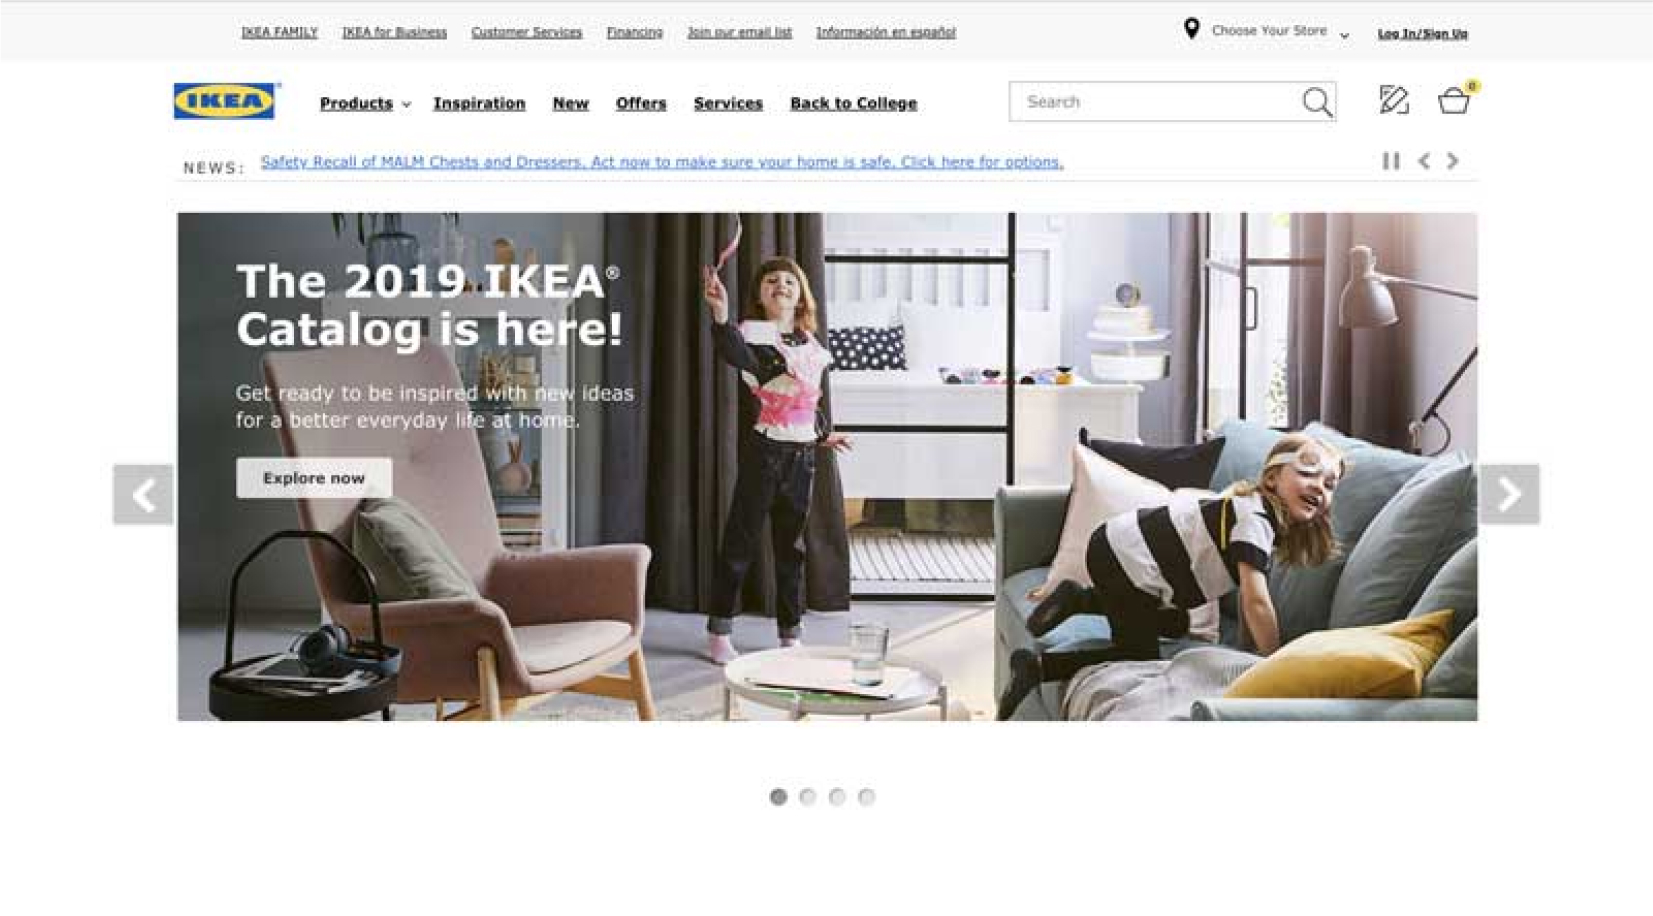 IKEA FAMILY IKEA for Business Customer Services Financing Join our email list Información en español Choose Your Store Log In/Sign Up
IKEA Products Inspiration New Offers Services Back to College Search 0
NEWS: Safety Recall of MALM Chests and Dressers. Act now to make sure your home is safe. Click here for options.
The 2019 IKEA®
Catalog is here!
Get ready to be inspired with new ideas
for a better everyday life at home.
Explore now